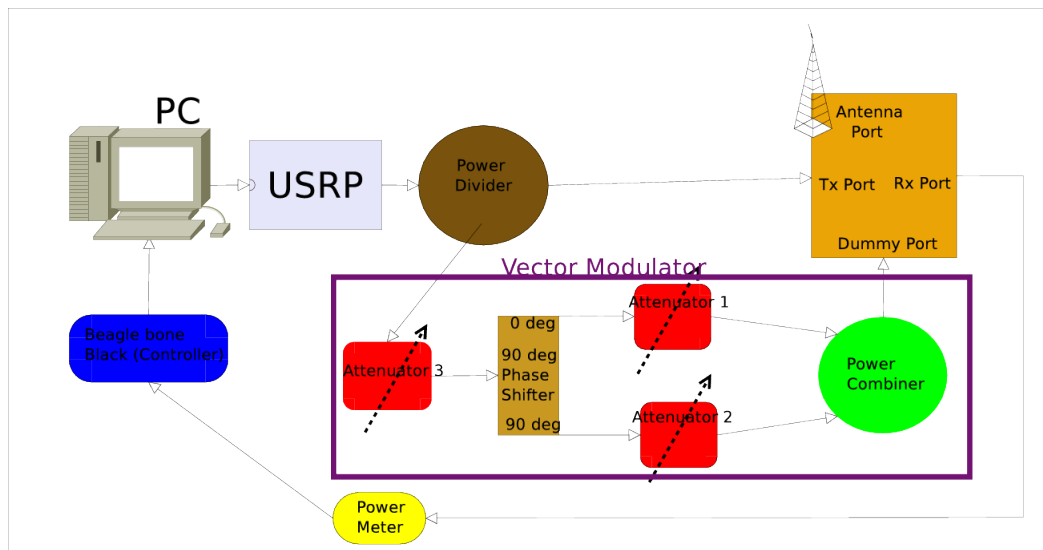 PC
USRP
Power
Divider
Antenna
Port
Tx Port
Rx Port
Dummy Port
Vector Modulator
Attenuator 1
0 deg
90 deg
Phase
Shifter
90 deg
Attenuator 3
Attenuator 2
Power
Combiner
Beagle bone
Black (Controller)
Power
Meter